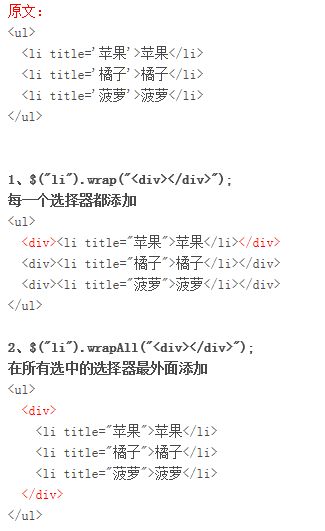 原文:
<ul>
  <li title='苹果'>苹果</li>
  <li title='橘子'>橘子</li>
  <li title='菠萝'>菠萝</li>
</ul>
1、$("li").wrap("<div></div>");
每一个选择器都添加
<ul>
  <div><li title="苹果">苹果</li></div>
  <div><li title="橘子">橘子</li></div>
  <div><li title="菠萝">菠萝</li></div>
</ul>
2、$("li").wrapAll("<div></div>");
在所有选中的选择器最外面添加
<ul>
  <div>
    <li title="苹果">苹果</li>
    <li title="橘子">橘子</li>
    <li title="菠萝">菠萝</li>
  </div>
</ul>